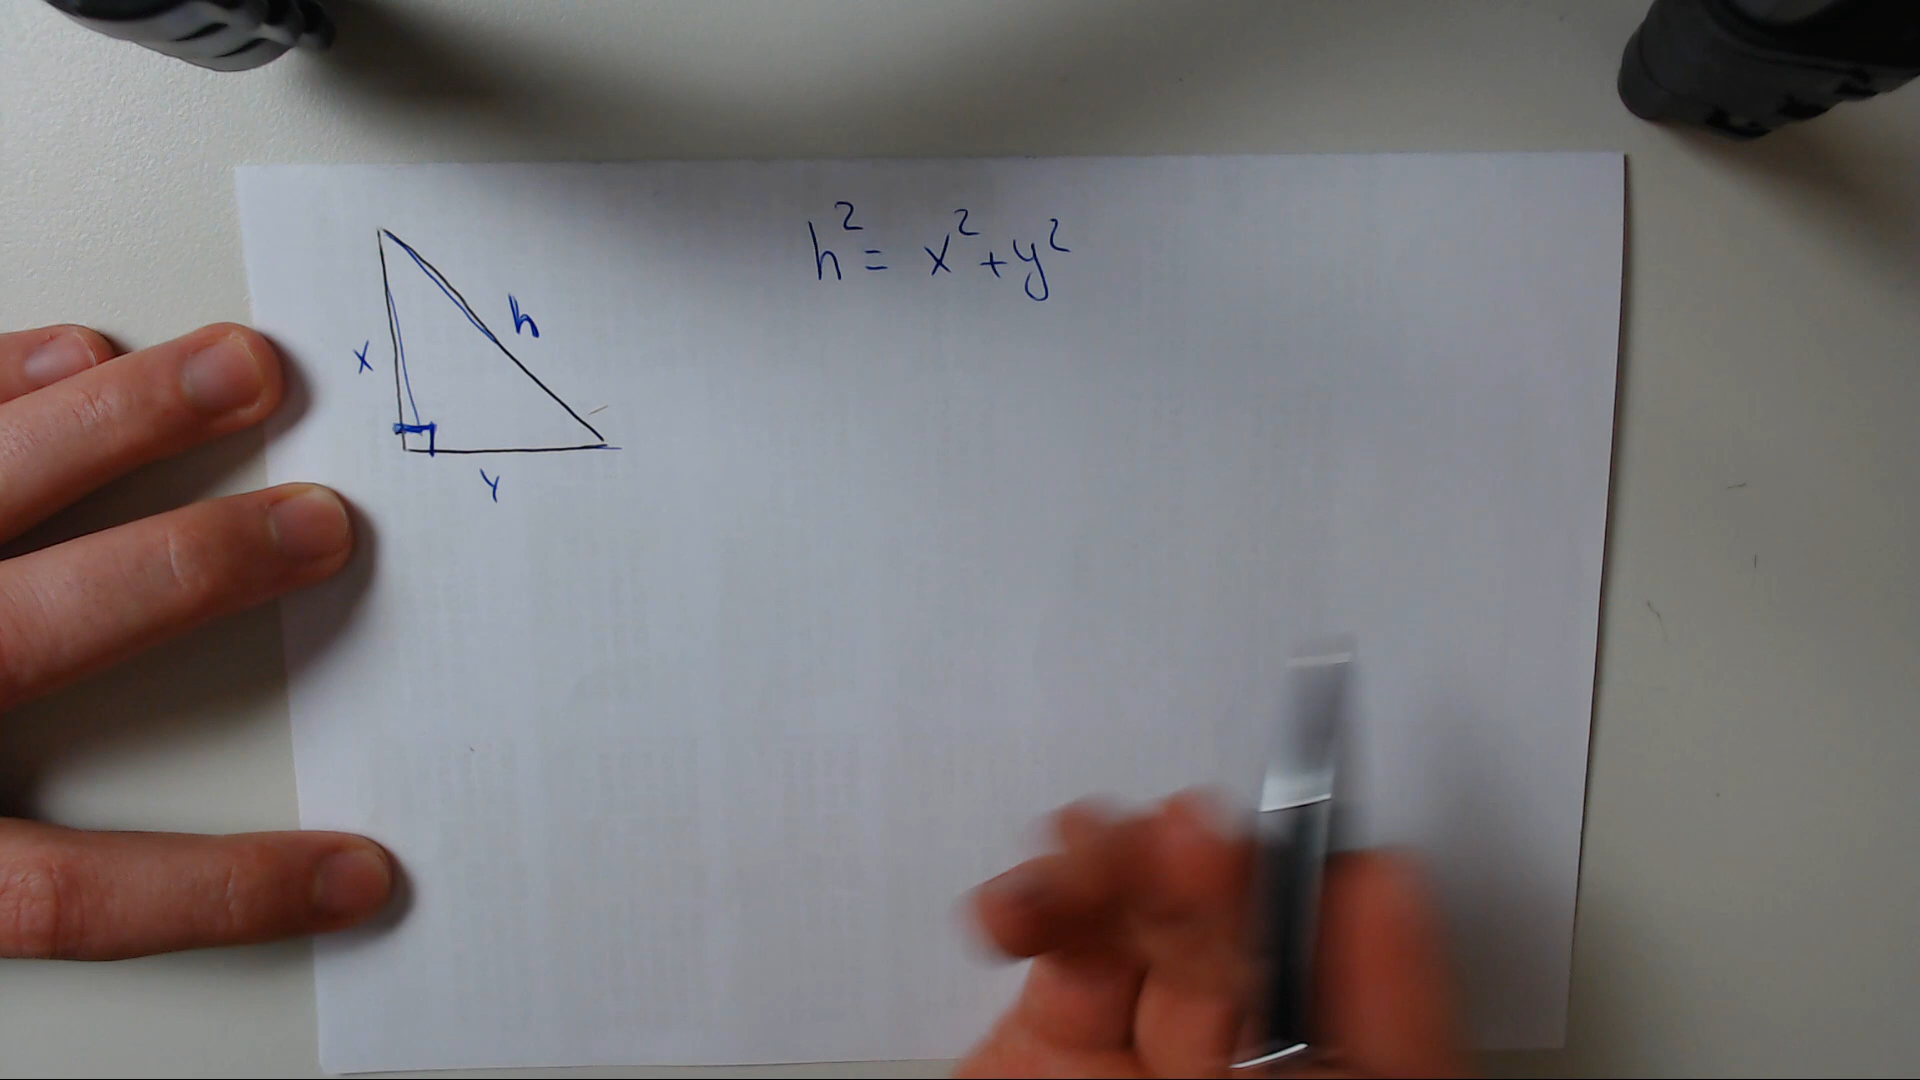 h² = x² + y²
h
x
y